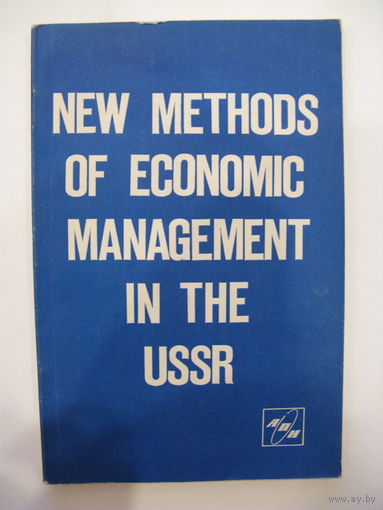 NEW METHODS
OF ECONOMIC
MANAGEMENT
IN THE
USSR
АПН
www.ay.by